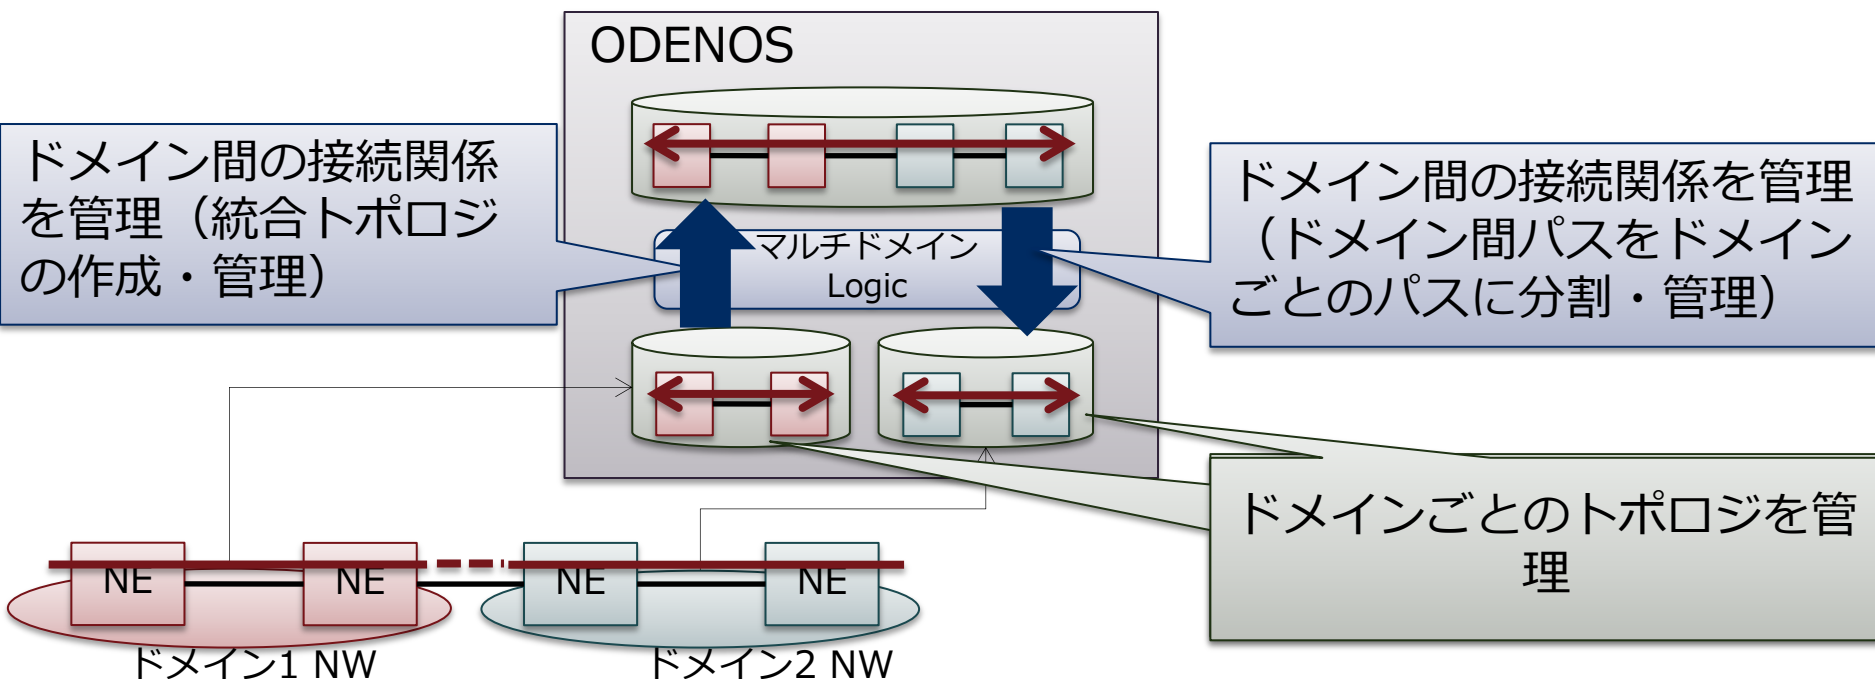 ODENOS
ドメイン間の接続関係
を管理（統合トポロジ
の作成・管理）
マルチドメイン
Logic
ドメイン間の接続関係を管理
（ドメイン間パスをドメイン
ごとのパスに分割・管理）
ドメインごとのトポロジを管
理
NE
NE
NE
NE
ドメイン1 NW
ドメイン2 NW